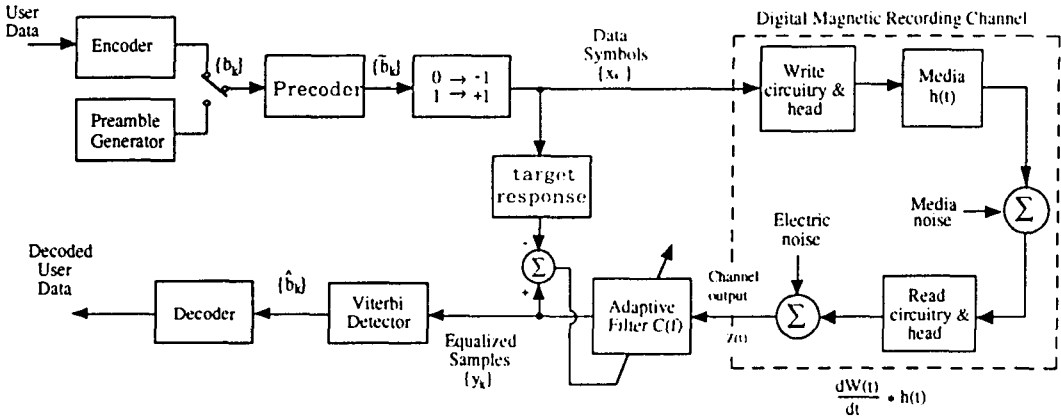 User
Data
Encoder
{b_k}
Preamble
Generator
Precoder
{b̃_k}
0 → -1
1 → +1
Data
Symbols
Digital Magnetic Recording Channel
Write
circuitry &
head
Media
h(t)
target
response
Media
noise
Σ
Electric
noise
Σ
Read
circuitry &
head
Channel
output
-
Σ
+
Adaptive
Filter C(f)
Decoded
User
Data
Decoder
{b̂_k}
Viterbi
Detector
Equalized
Samples
{y_k}
dW(t)
dt
* h(t)